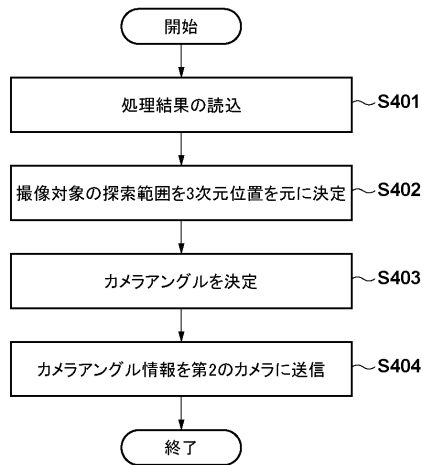 開始
処理結果の読込
S401
撮像対象の探索範囲を3次元位置を元に決定
S402
カメラアングルを決定
S403
カメラアングル情報を第2のカメラに送信
S404
終了